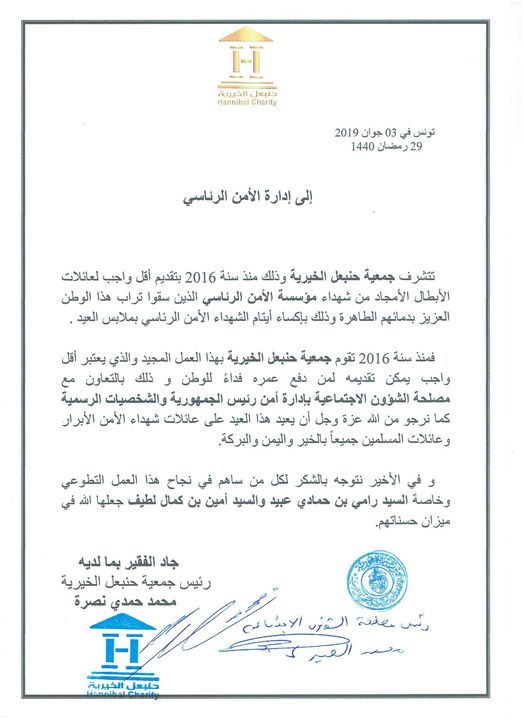 حنبعل الخيرية
Hannibal Charity
تونس في 03 جوان 2019
29 رمضان 1440
إلى إدارة الأمن الرئاسي
تتشرف جمعية حنبعل الخيرية وذلك منذ سنة 2016 بتقديم أقل واجب لعائلات
الأبطال الأمجاد من شهداء مؤسسة الأمن الرئاسي الذين سقوا تراب هذا الوطن
العزيز بدمائهم الطاهرة وذلك بإكساء أيتام الشهداء الأمن الرئاسي بملابس العيد .
فمنذ سنة 2016 تقوم جمعية حنبعل الخيرية بهذا العمل المجيد والذي يعتبر أقل
واجب يمكن تقديمه لمن دفع عمره فداءً للوطن و ذلك بالتعاون مع
مصلحة الشؤون الاجتماعية بإدارة أمن رئيس الجمهورية والشخصيات الرسمية
كما نرجو من الله عزة وجل أن يعيد هذا العيد على عائلات شهداء الأمن الأبرار
وعائلات المسلمين جميعاً بالخير واليمن والبركة.
و في الأخير نتوجه بالشكر لكل من ساهم في نجاح هذا العمل التطوعي
وخاصة السيد رامي بن حمادي عبيد والسيد أمين بن كمال لطيف جعلها الله في
ميزان حسناتهم.
جاد الفقير بما لديه
رئيس جمعية حنبعل الخيرية
محمد حمدي نصرة
رئيس مصلحة الشؤون الاجتماعية
حنبعل الخيرية
Hannibal Charity